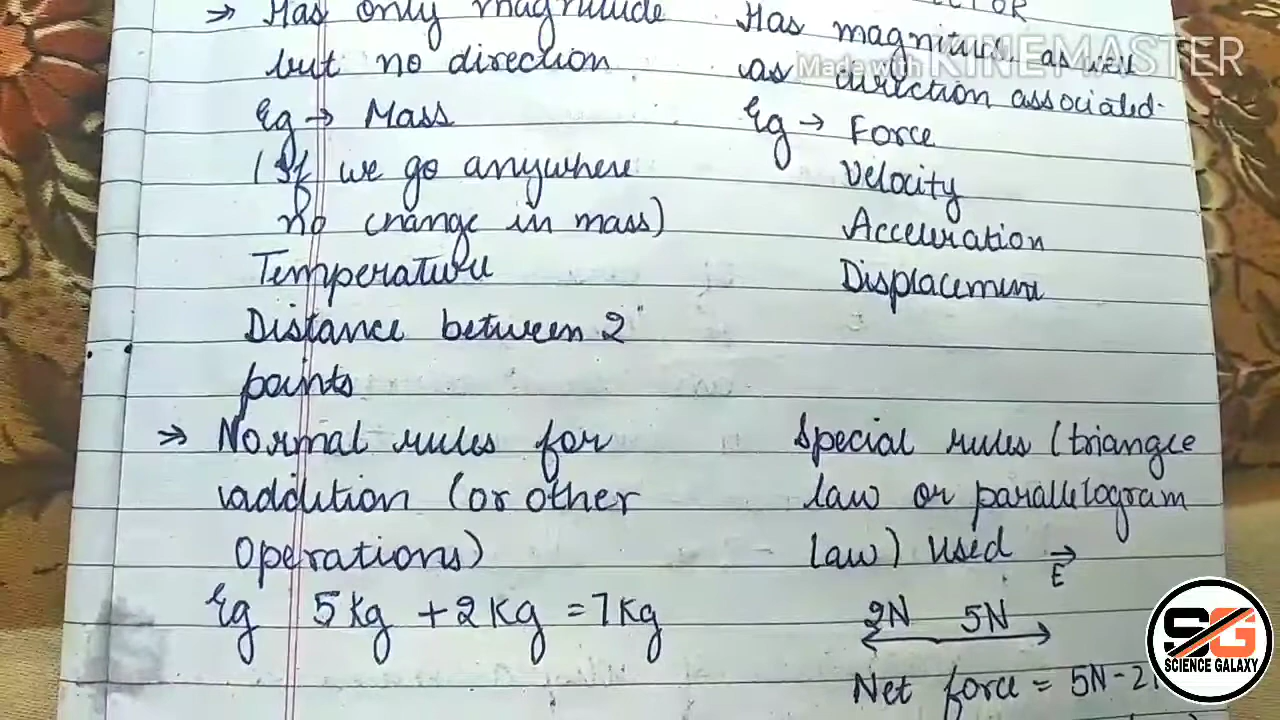 ⇒ Has only magnitude
but no direction
Eg → Mass
(If we go anywhere
no change in mass)
Temperature
Distance between 2
points
⇒ Normal rules for
addition (or other
operations)
Eg 5 Kg + 2 Kg = 7 Kg
VECTOR
Has magnitude as well
as direction associated.
Eg → Force
Velocity
Acceleration
Displacement
Special rules (triangle
law or parallelogram
law) used
→
E
2N 5N
Net force = 5N - 2
Made with KINEMASTER
SG
SCIENCE GALAXY